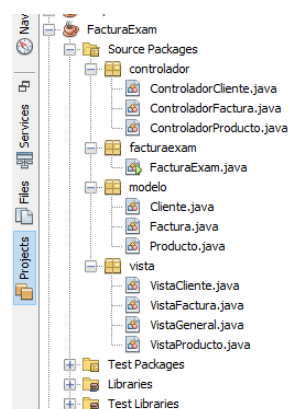 Nav
Services
Files
Projects
FacturaExam
Source Packages
controlador
ControladorCliente.java
ControladorFactura.java
ControladorProducto.java
facturaexam
FacturaExam.java
modelo
Cliente.java
Factura.java
Producto.java
vista
VistaCliente.java
VistaFactura.java
VistaGeneral.java
VistaProducto.java
Test Packages
Libraries
Test Libraries